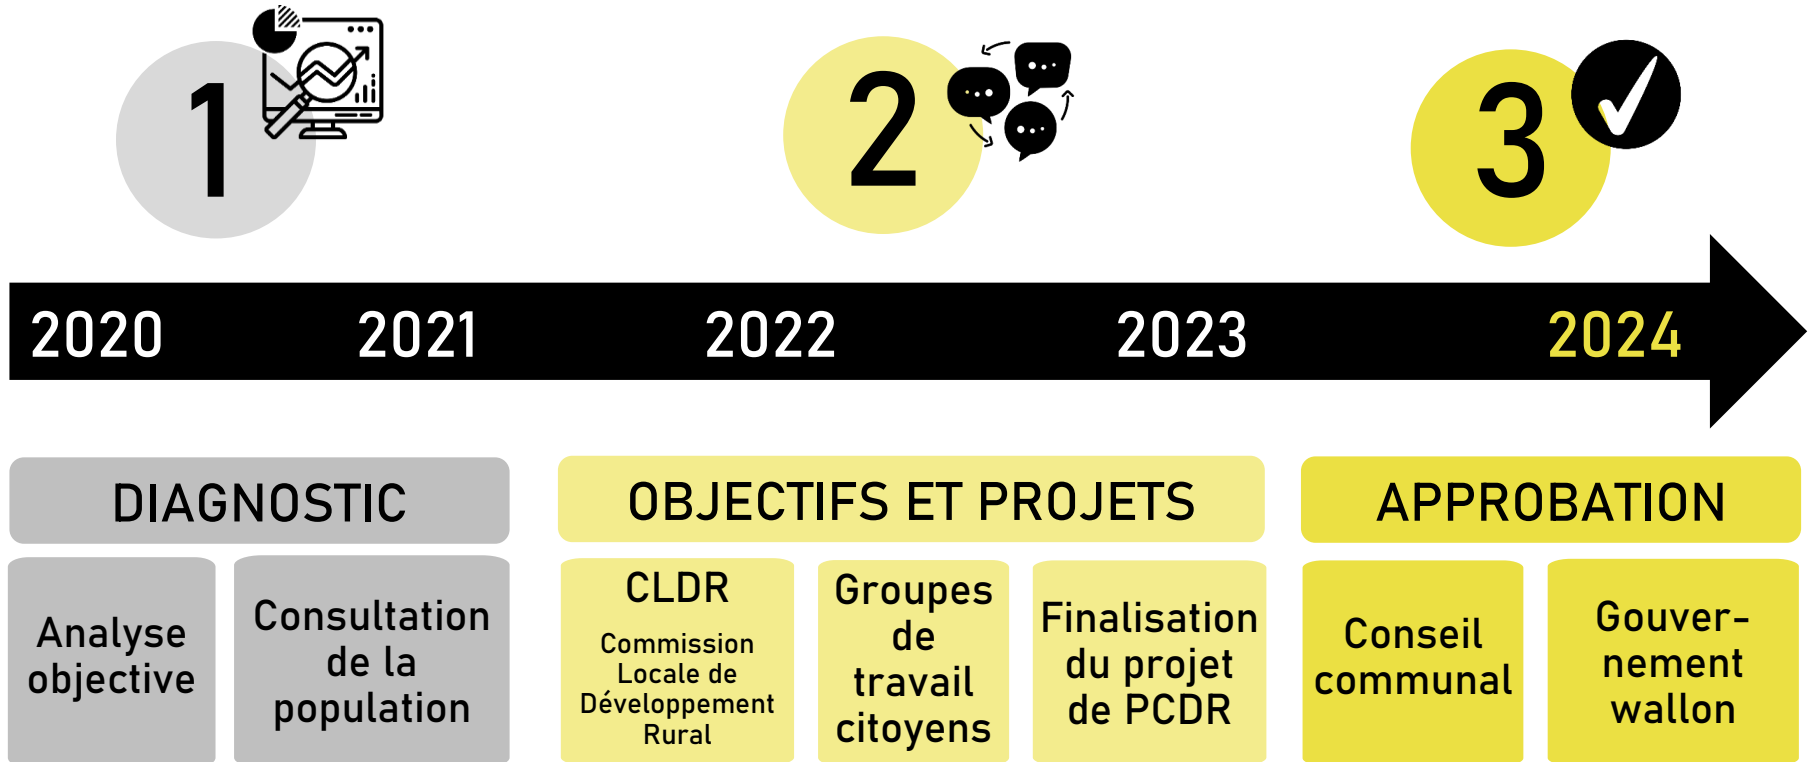 1
2
3
2020
2021
2022
2023
2024
DIAGNOSTIC
OBJECTIFS ET PROJETS
APPROBATION
Analyse
objective
Consultation
de la
population
CLDR
Commission
Locale de
Développement
Rural
Groupes
de
travail
citoyens
Finalisation
du projet
de PCDR
Conseil
communal
Gouver-
nement
wallon